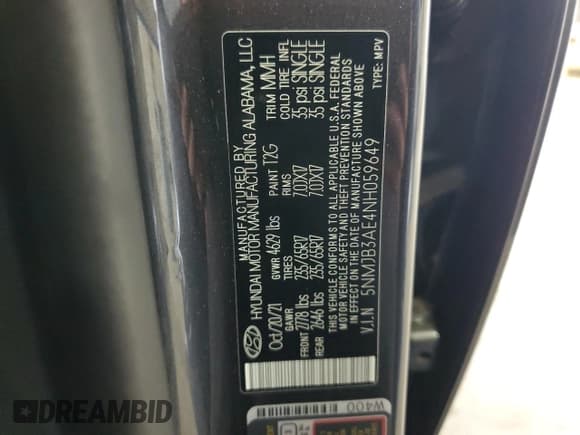 MANUFACTURED BY
HYUNDAI MOTOR MANUFACTURING ALABAMA, LLC
Oct/20/21 GVWR 4629 lbs PAINT T2G TRIM MMH
GAWR TIRES RIMS COLD TIRE INFL
FRONT 2778 lbs 235/65R17 7.0JX17 35 psi SINGLE
REAR 2646 lbs 235/65R17 7.0JX17 35 psi SINGLE
THIS VEHICLE CONFORMS TO ALL APPLICABLE U.S.A. FEDERAL
MOTOR VEHICLE SAFETY AND THEFT PREVENTION STANDARDS
IN EFFECT ON THE DATE OF MANUFACTURE SHOWN ABOVE
V.I.N 5NMJB3AE4NH059649 TYPE: MPV
W400
DREAMBID